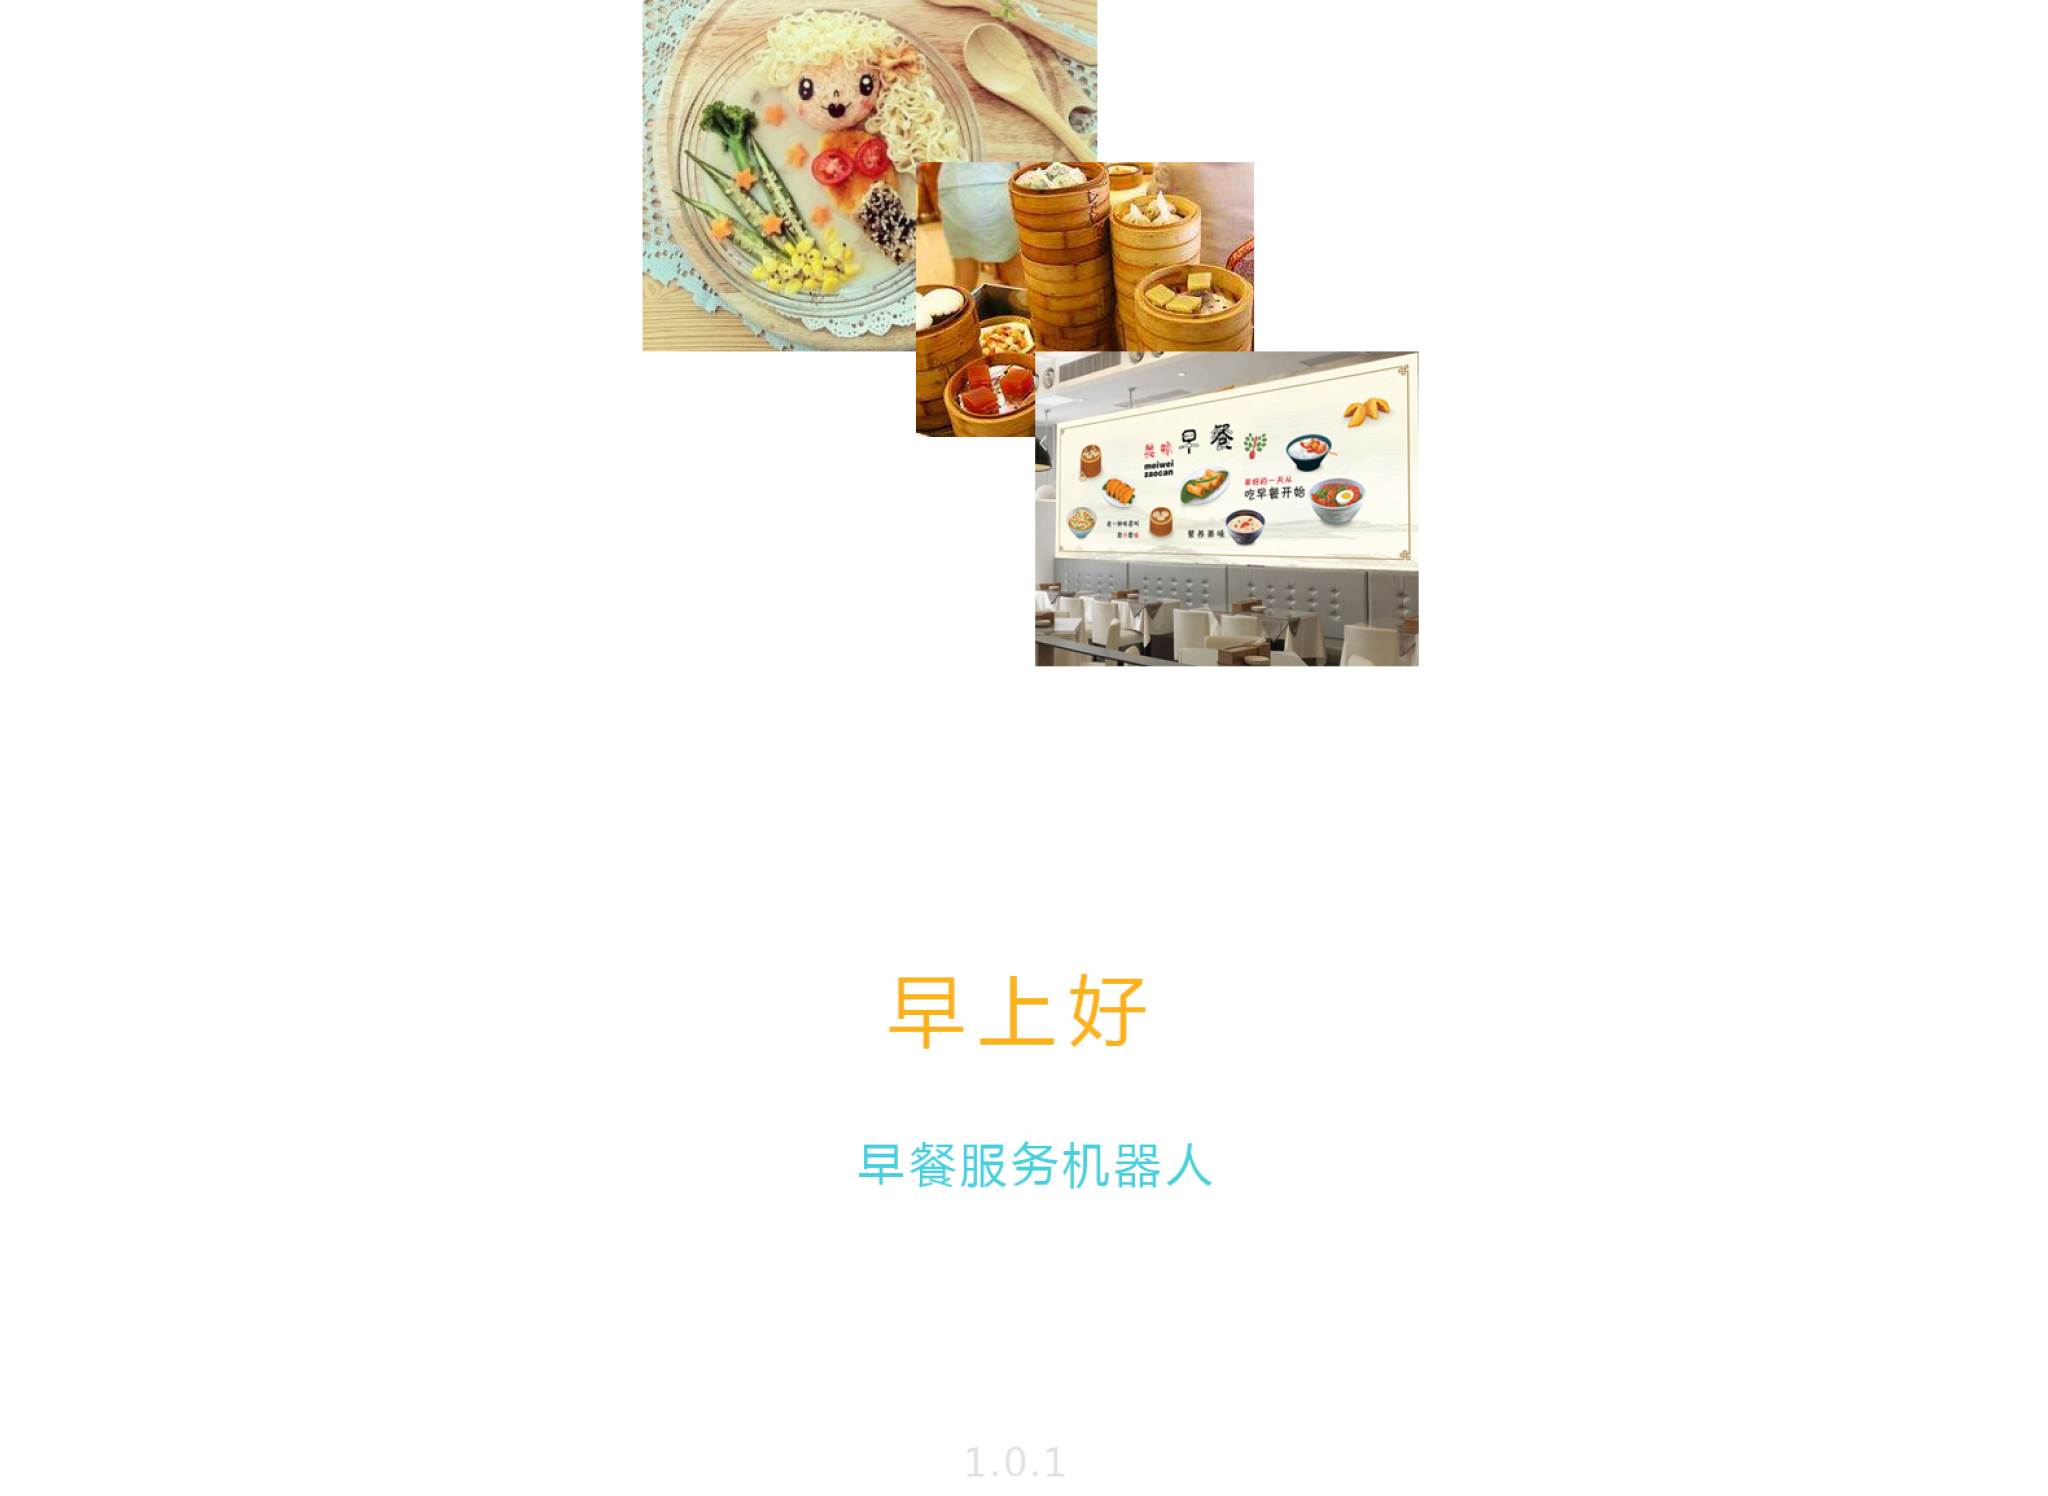 美味早餐
meiwei
zaocan
美好的一天从
吃早餐开始
营养美味
早上好
早餐服务机器人
1.0.1